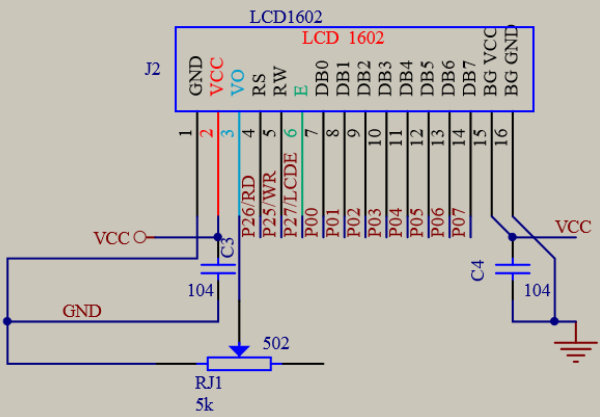 LCD1602
LCD 1602
J2
GND
VCC
VO
RS
RW
E
DB0
DB1
DB2
DB3
DB4
DB5
DB6
DB7
BG VCC
BG GND
1
2
3
4
5
6
7
8
9
10
11
12
13
14
15
16
P26/RD
P25/WR
P27/LCDE
P00
P01
P02
P03
P04
P05
P06
P07
VCC
C3
104
GND
VCC
C4
104
502
RJ1
5k